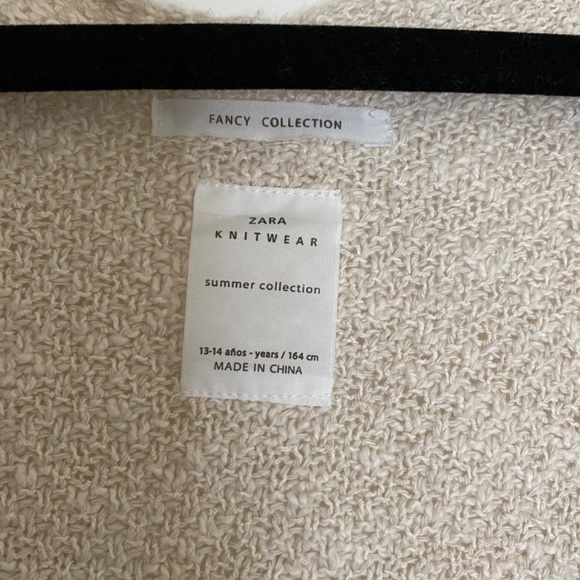 FANCY COLLECTION
ZARA
KNITWEAR
summer collection
13-14 años - years / 164 cm
MADE IN CHINA